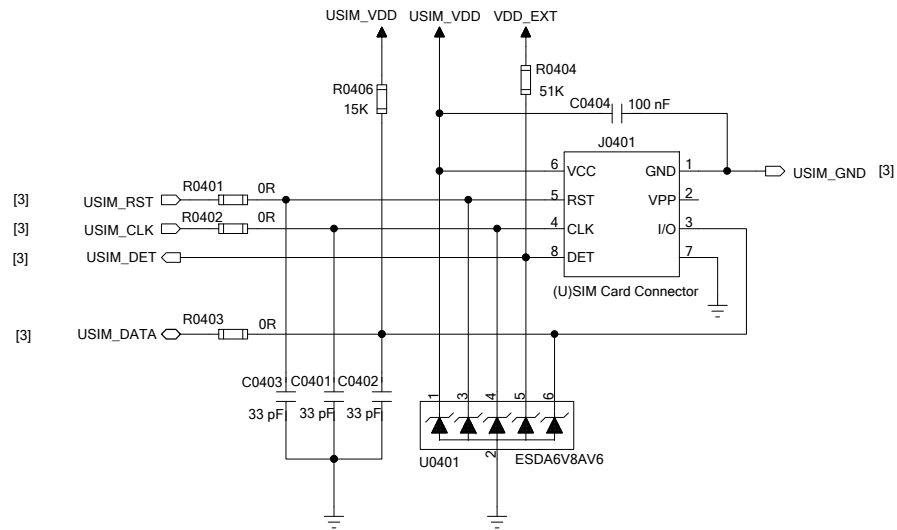 USIM_VDD USIM_VDD VDD_EXT
R0406
15K
R0404
51K
C0404 100 nF
J0401
6 VCC GND 1
USIM_GND [3]
[3] USIM_RST R0401 0R
5 RST VPP 2
[3] USIM_CLK R0402 0R
4 CLK I/O 3
[3] USIM_DET
8 DET 7
(U)SIM Card Connector
[3] USIM_DATA R0403 0R
C0403 C0401 C0402
33 pF 33 pF 33 pF
1 3 4 5 6
2
U0401 ESDA6V8AV6